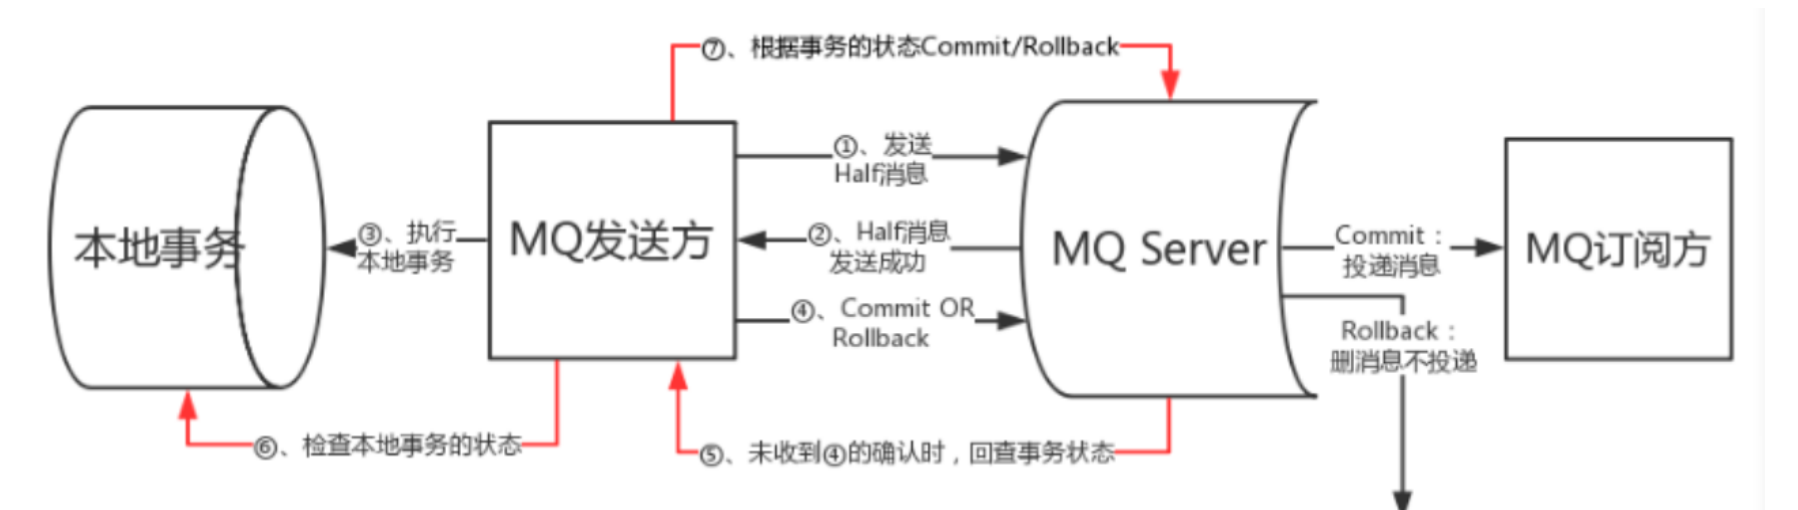 ⑦、根据事务的状态Commit/Rollback
①、发送
Half消息
本地事务
③、执行
本地事务
MQ发送方
②、Half消息
发送成功
MQ Server
Commit：
投递消息
MQ订阅方
④、Commit OR
Rollback
Rollback：
删消息不投递
⑥、检查本地事务的状态
⑤、未收到④的确认时，回查事务状态